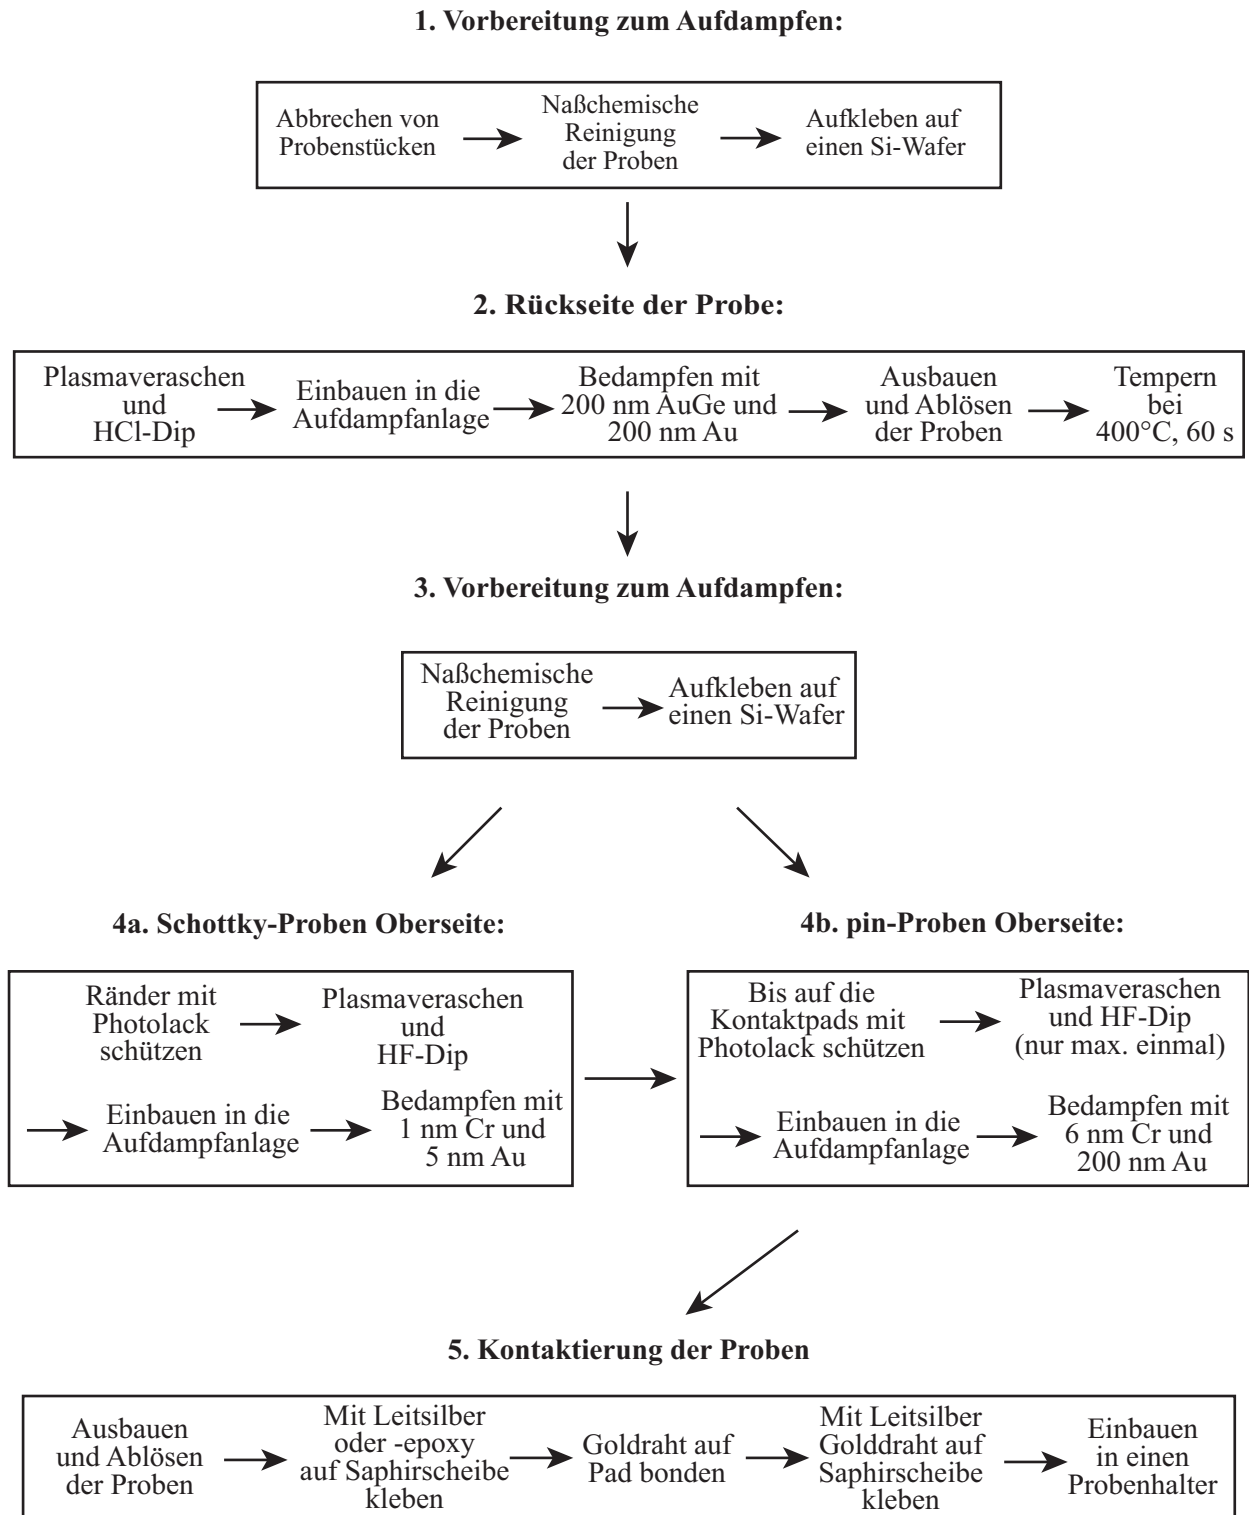 1. Vorbereitung zum Aufdampfen:
Abbrechen von
Probenstücken
Naßchemische
Reinigung
der Proben
Aufkleben auf
einen Si-Wafer
2. Rückseite der Probe:
Plasmaveraschen
und
HCl-Dip
Einbauen in die
Aufdampfanlage
Bedampfen mit
200 nm AuGe und
200 nm Au
Ausbauen
und Ablösen
der Proben
Tempern
bei
400°C, 60 s
3. Vorbereitung zum Aufdampfen:
Naßchemische
Reinigung
der Proben
Aufkleben auf
einen Si-Wafer
4a. Schottky-Proben Oberseite:
Ränder mit
Photolack
schützen
Plasmaveraschen
und
HF-Dip
Einbauen in die
Aufdampfanlage
Bedampfen mit
1 nm Cr und
5 nm Au
4b. pin-Proben Oberseite:
Bis auf die
Kontaktpads mit
Photolack schützen
Plasmaveraschen
und HF-Dip
(nur max. einmal)
Einbauen in die
Aufdampfanlage
Bedampfen mit
6 nm Cr und
200 nm Au
5. Kontaktierung der Proben
Ausbauen
und Ablösen
der Proben
Mit Leitsilber
oder -epoxy
auf Saphirscheibe
kleben
Goldraht auf
Pad bonden
Mit Leitsilber
Golddraht auf
Saphirscheibe
kleben
Einbauen
in einen
Probenhalter